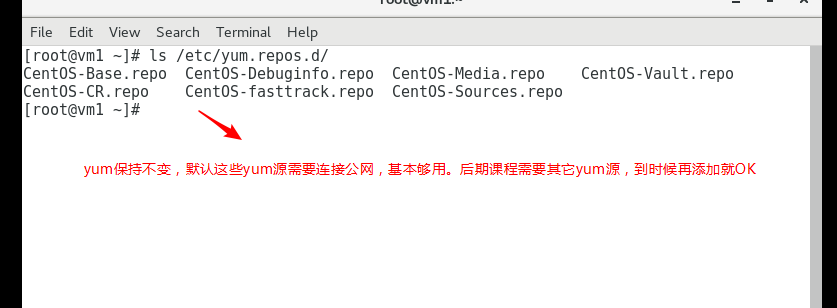 root@vm1:~
File Edit View Search Terminal Help
[root@vm1 ~]# ls /etc/yum.repos.d/
CentOS-Base.repo CentOS-Debuginfo.repo CentOS-Media.repo CentOS-Vault.repo
CentOS-CR.repo CentOS-fasttrack.repo CentOS-Sources.repo
[root@vm1 ~]#
yum保持不变，默认这些yum源需要连接公网，基本够用。后期课程需要其它yum源，到时候再添加就OK